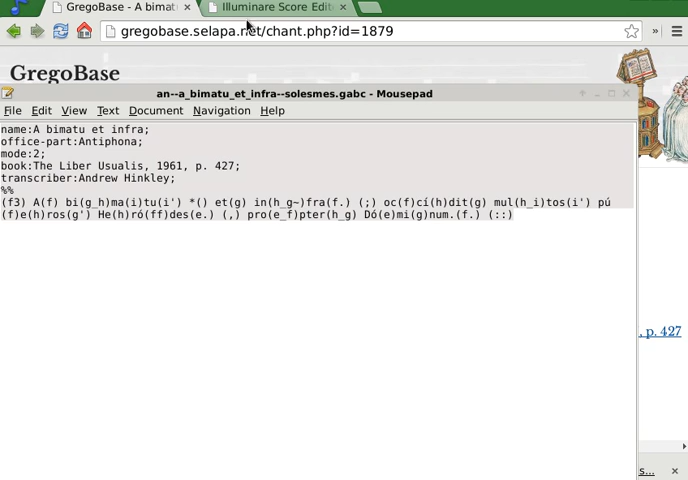 GregoBase - A bimat
Illuminare Score Edit
gregobase.selapa.net/chant.php?id=1879
GregoBase
an--a_bimatu_et_infra--solesmes.gabc - Mousepad
File Edit View Text Document Navigation Help
name:A bimatu et infra;
office-part:Antiphona;
mode:2;
book:The Liber Usualis, 1961, p. 427;
transcriber:Andrew Hinkley;
%%
(f3) A(f) bi(g_h)ma(i)tu(i') *() et(g) in(h_g~)fra(f.) (;) oc(f)cí(h)dit(g) mul(h_i)tos(i') pú
(f)e(h)ros(g') He(h)ró(ff)des(e.) (,) pro(e_f)pter(h_g) Dó(e)mi(g)num.(f.) (::)
, p. 427
s...